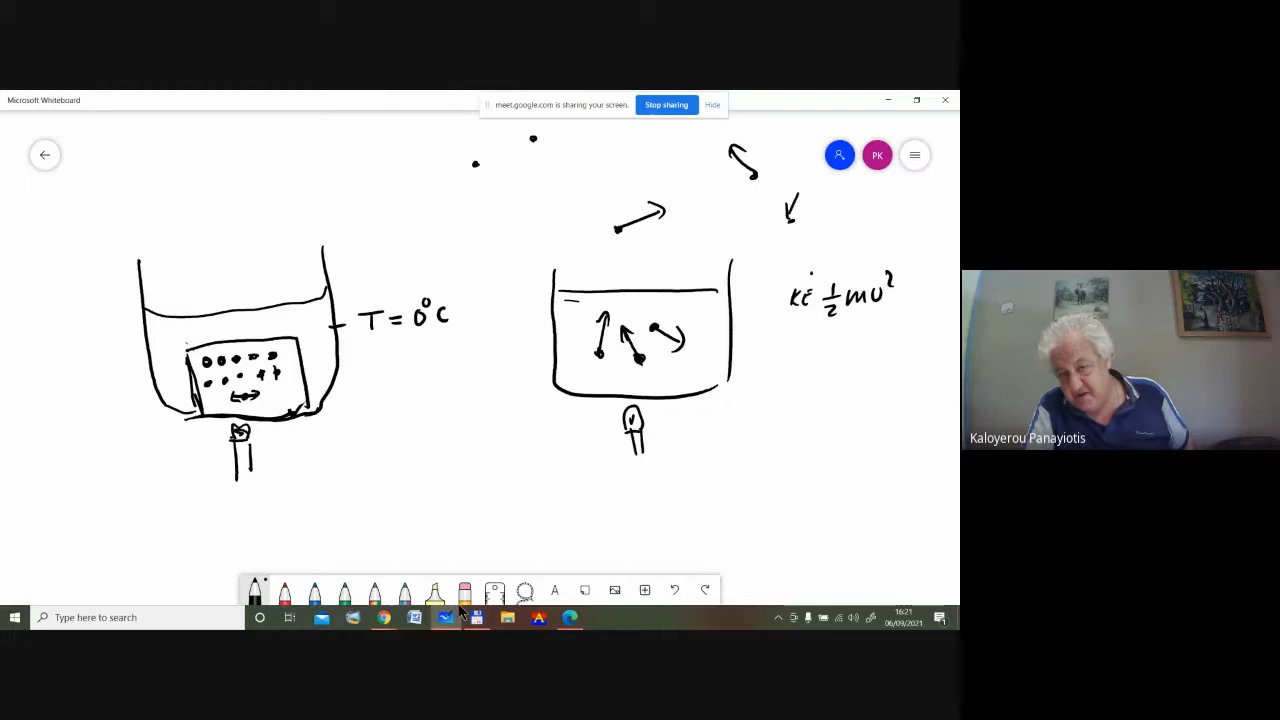 Microsoft Whiteboard
meet.google.com is sharing your screen.
Stop sharing
Hide
PK
T = 0°C
KE ½mv²
Kaloyerou Panayiotis
A
Type here to search
16:21
06/09/2021